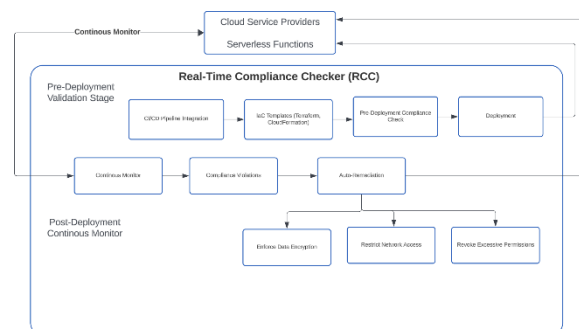 Cloud Service Providers
Serverless Functions
Continous Monitor
Real-Time Compliance Checker (RCC)
Pre-Deployment
Validation Stage
CI/CD Pipeline Integration
IaC Templates (Terraform,
CloudFormation)
Pre-Deployment Compliance
Check
Deployment
Continous Monitor
Compliance Violations
Auto-Remediation
Post-Deployment
Continous Monitor
Enforce Data Encryption
Restrict Network Access
Revoke Excessive Permissions